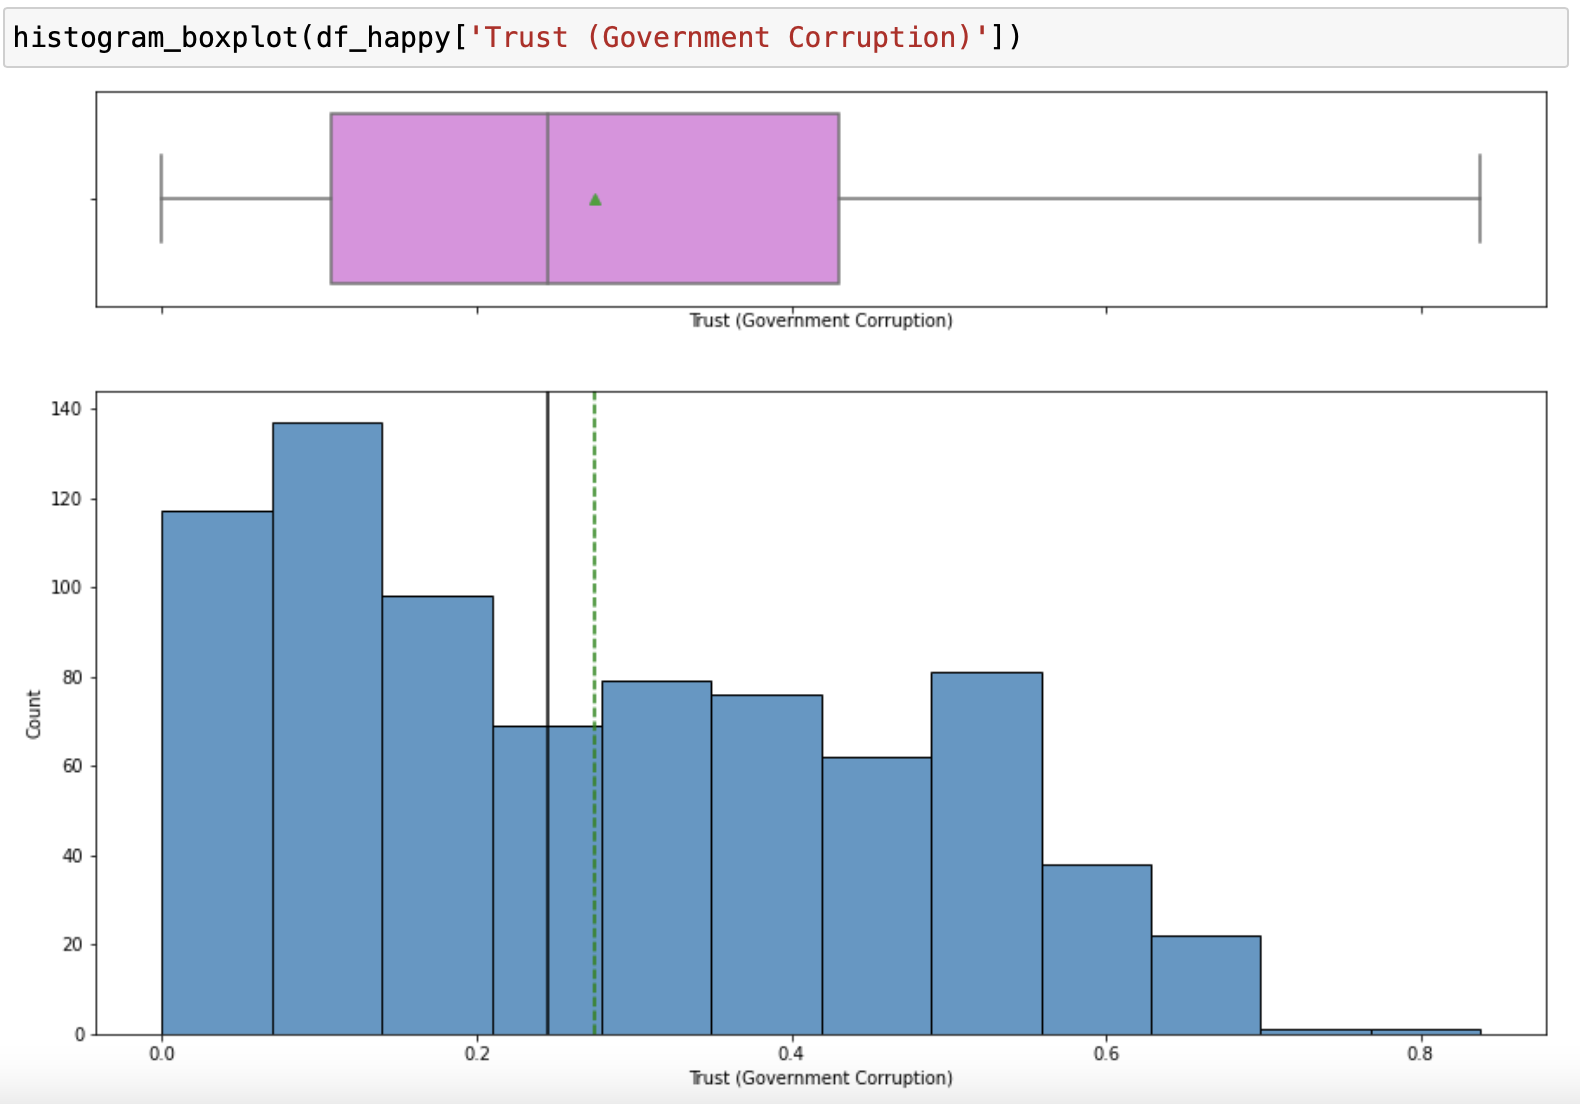 histogram_boxplot(df_happy['Trust (Government Corruption)'])
Trust (Government Corruption)
140
120
100
80
60
40
20
0
Count
0.0 0.2 0.4 0.6 0.8
Trust (Government Corruption)